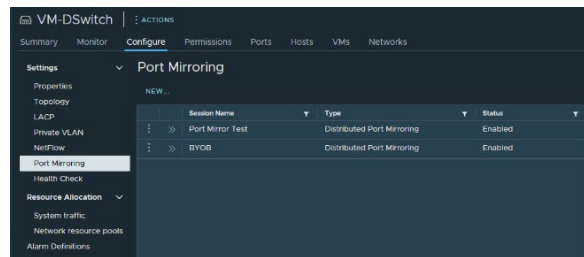 VM-DSwitch ACTIONS
Summary Monitor Configure Permissions Ports Hosts VMs Networks
Settings
Properties
Topology
LACP
Private VLAN
NetFlow
Port Mirroring
Health Check
Resource Allocation
System traffic
Network resource pools
Alarm Definitions
Port Mirroring
NEW...
Session Name Type Status
Port Mirror Test Distributed Port Mirroring Enabled
BYOB Distributed Port Mirroring Enabled